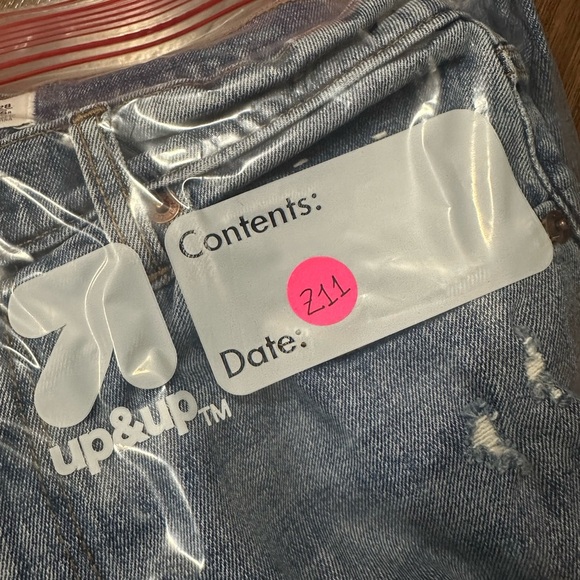 Contents:
Z11
Date:
up&up™